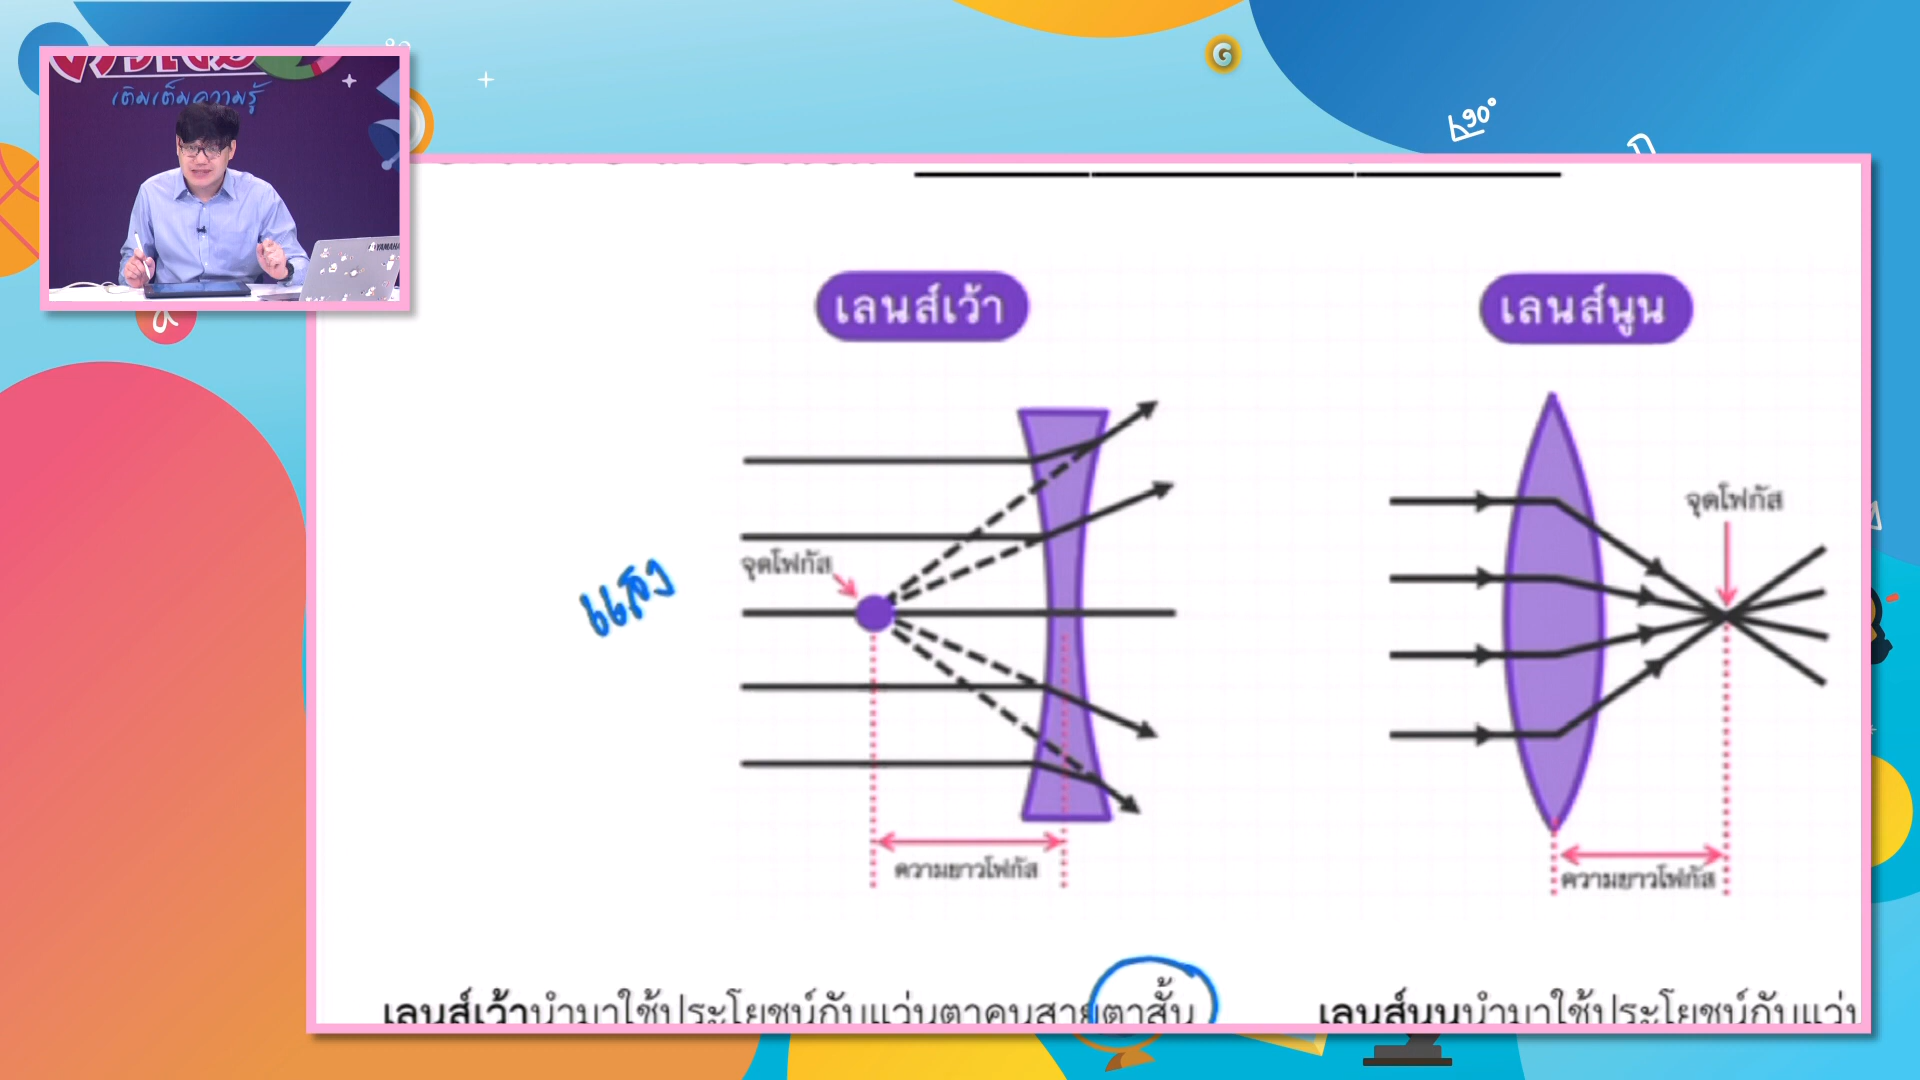 เติมเต็มความรู้
YAMAHA
90°
เลนส์เว้า
เลนส์นูน
จุดโฟกัส
จุดโฟกัส
แสง
ความยาวโฟกัส
ความยาวโฟกัส
เลนส์เว้านำมาใช้ประโยชน์กับแว่นตาคนสายตาสั้น
เลนส์นูนนำมาใช้ประโยชน์กับแว่